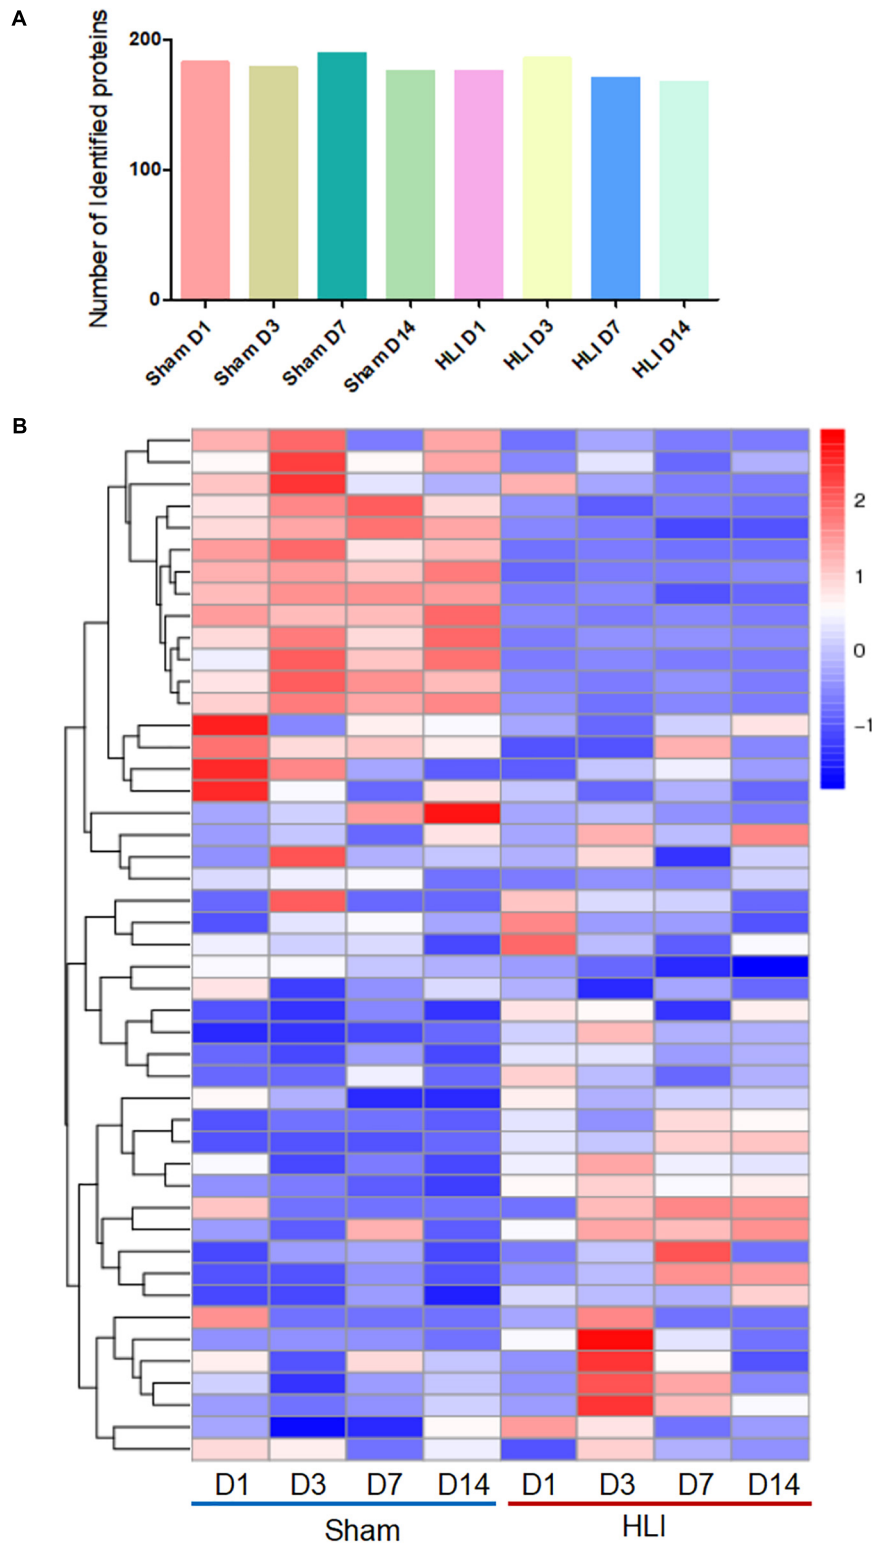 A
Number of Identified proteins
200
100
0
Sham D1
Sham D3
Sham D7
Sham D14
HLI D1
HLI D3
HLI D7
HLI D14
B
2
1
0
−1
D1 D3 D7 D14 D1 D3 D7 D14
Sham HLI